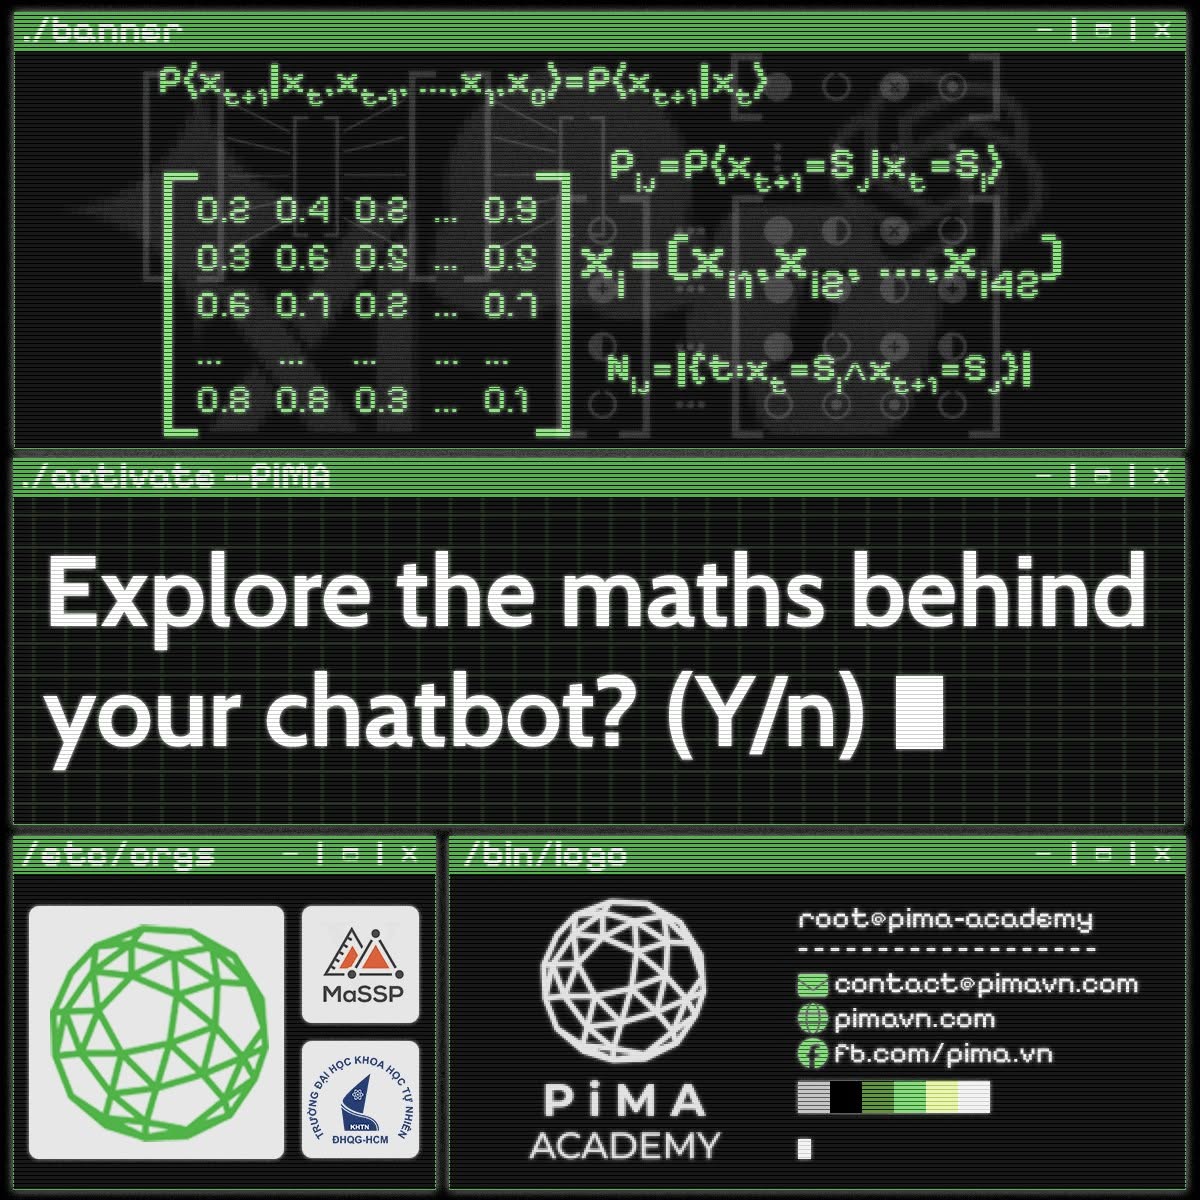 ./banner
P(x_{t+1}|x_t,x_{t-1}, ...,x_1,x_0)=P(x_{t+1}|x_t)
P_{ij}=P(x_{t+1}=S_j|x_t=S_i)
0.2 0.4 0.2 ... 0.9
0.3 0.6 0.2 ... 0.2
0.6 0.7 0.2 ... 0.7
... ... ... ... ...
0.8 0.8 0.3 ... 0.1
x_i=[x_{i1},x_{i2}, ...,x_{i42}]
N_{ij}=|{t:x_t=S_i∧x_{t+1}=S_j}|
./activate --PiMA
Explore the maths behind
your chatbot? (Y/n)
/etc/orgs
MaSSP
TRƯỜNG ĐẠI HỌC KHOA HỌC TỰ NHIÊN
KHTN
ĐHQG-HCM
/bin/logo
PiMA
ACADEMY
root@pima-academy
-------------------
contact@pimavn.com
pimavn.com
fb.com/pima.vn